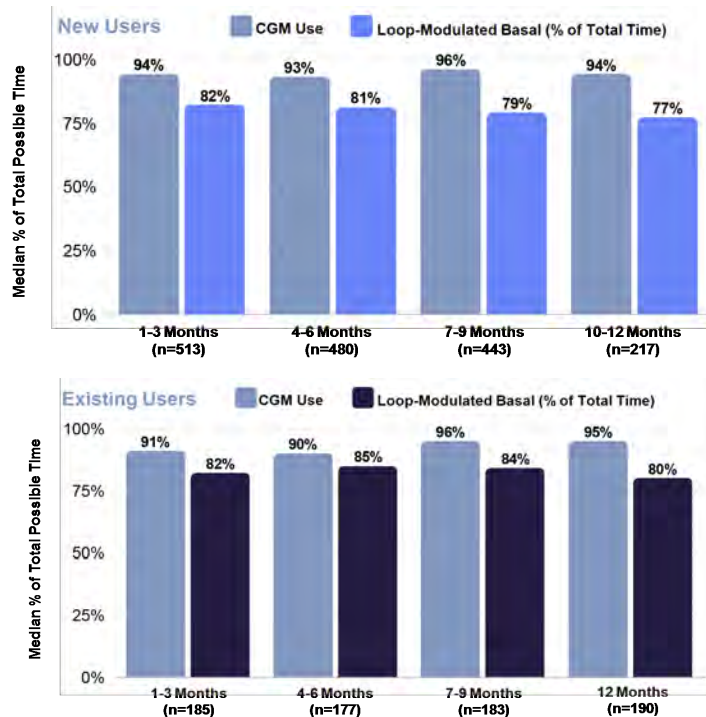 New Users
CGM Use
Loop-Modulated Basal (% of Total Time)
Median % of Total Possible Time
100%
75%
50%
25%
0%
94%
82%
93%
81%
96%
79%
94%
77%
1-3 Months
(n=513)
4-6 Months
(n=480)
7-9 Months
(n=443)
10-12 Months
(n=217)
Existing Users
CGM Use
Loop-Modulated Basal (% of Total Time)
Median % of Total Possible Time
100%
75%
50%
25%
0%
91%
82%
90%
85%
96%
84%
95%
80%
1-3 Months
(n=185)
4-6 Months
(n=177)
7-9 Months
(n=183)
12 Months
(n=190)